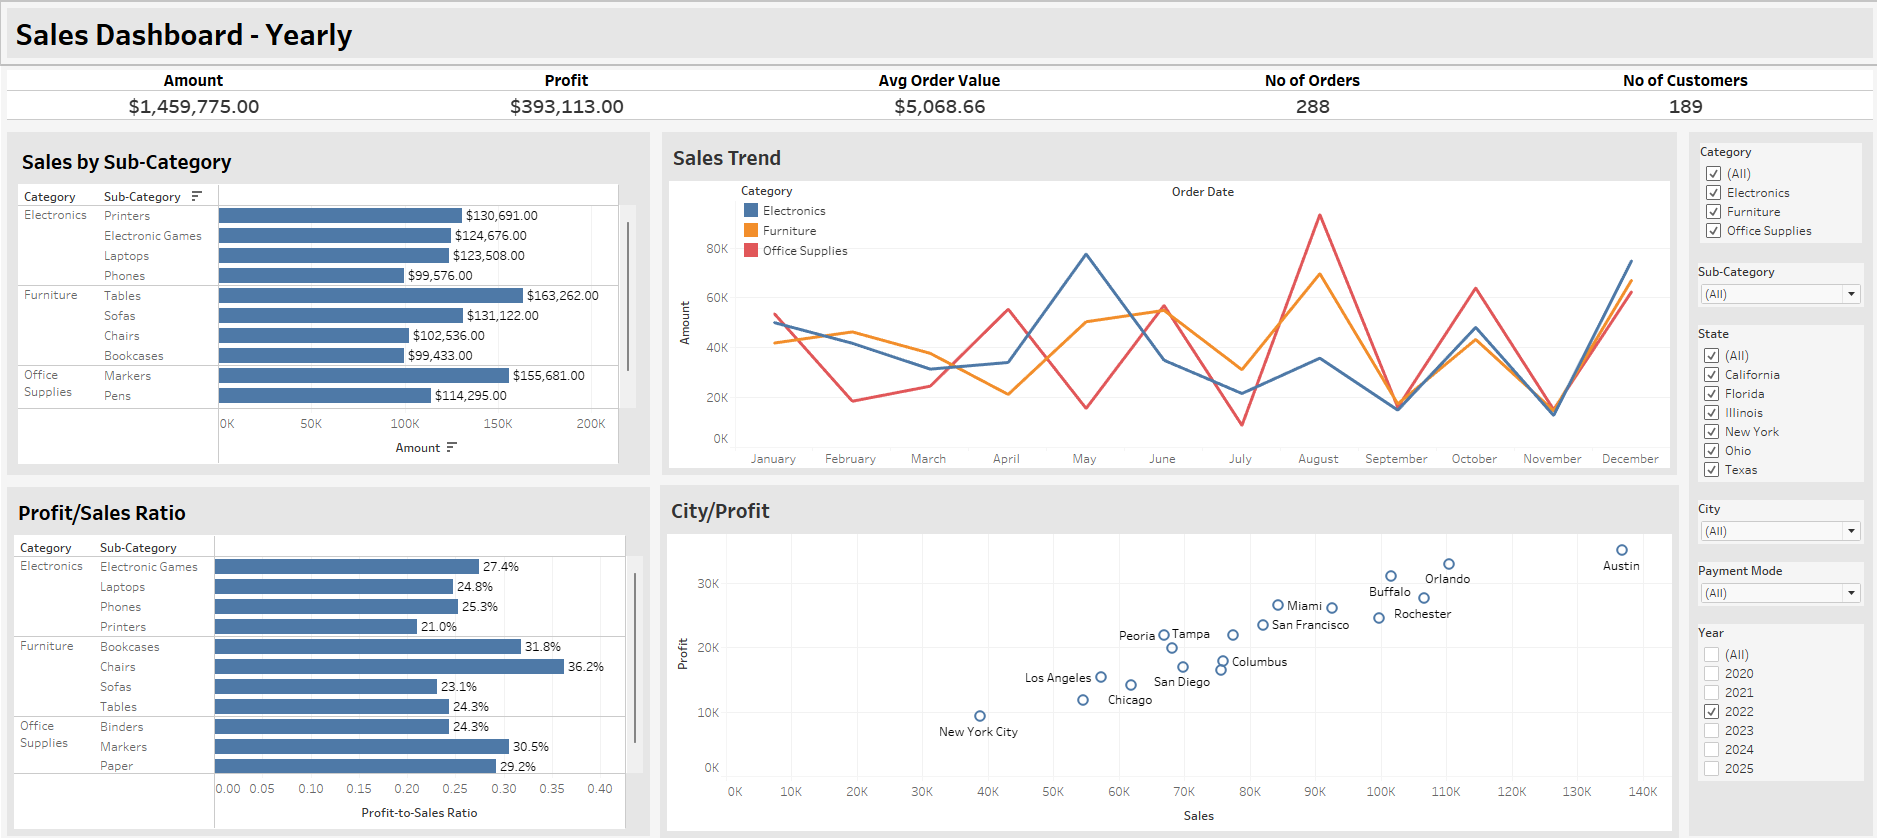 Sales Dashboard - Yearly
Amount Profit Avg Order Value No of Orders No of Customers
$1,459,775.00 $393,113.00 $5,068.66 288 189
Sales by Sub-Category
Category Sub-Category
Electronics Printers $130,691.00
Electronic Games $124,676.00
Laptops $123,508.00
Phones $99,576.00
Furniture Tables $163,262.00
Sofas $131,122.00
Chairs $102,536.00
Bookcases $99,433.00
Office Supplies Markers $155,681.00
Pens $114,295.00
0K 50K 100K 150K 200K
Amount
Sales Trend
Category
Electronics
Furniture
Office Supplies
Order Date
Amount
80K
60K
40K
20K
0K
January February March April May June July August September October November December
Category
(All)
Electronics
Furniture
Office Supplies
Sub-Category
(All)
State
(All)
California
Florida
Illinois
New York
Ohio
Texas
City
(All)
Payment Mode
(All)
Year
(All)
2020
2021
2022
2023
2024
2025
Profit/Sales Ratio
Category Sub-Category
Electronics Electronic Games 27.4%
Laptops 24.8%
Phones 25.3%
Printers 21.0%
Furniture Bookcases 31.8%
Chairs 36.2%
Sofas 23.1%
Tables 24.3%
Office Supplies Binders 24.3%
Markers 30.5%
Paper 29.2%
0.00 0.05 0.10 0.15 0.20 0.25 0.30 0.35 0.40
Profit-to-Sales Ratio
City/Profit
Profit
30K
20K
10K
0K
Austin
Orlando
Buffalo
Rochester
Miami
San Francisco
Peoria
Tampa
Columbus
San Diego
Los Angeles
Chicago
New York City
0K 10K 20K 30K 40K 50K 60K 70K 80K 90K 100K 110K 120K 130K 140K
Sales